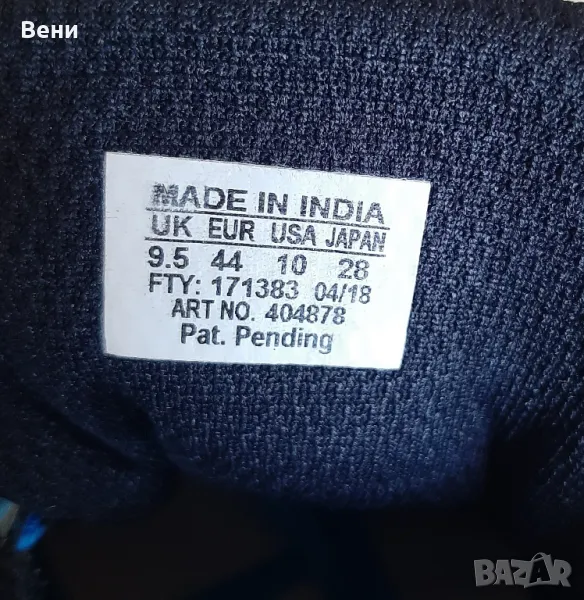 Вени
MADE IN INDIA
UK EUR USA JAPAN
9.5 44 10 28
FTY: 171383 04/18
ART NO. 404878
Pat. Pending
BAZAR